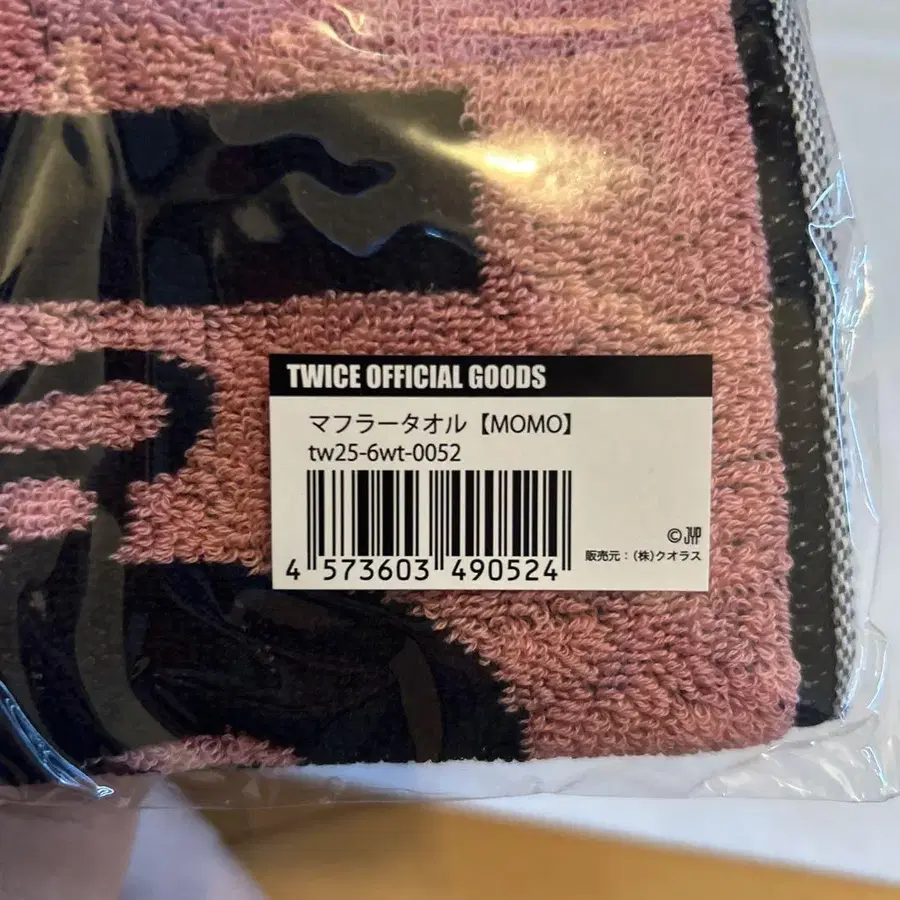 TWICE OFFICIAL GOODS
マフラータオル【MOMO】
tw25-6wt-0052
4 573603 490524
©JYP
販売元：(株)クオラス